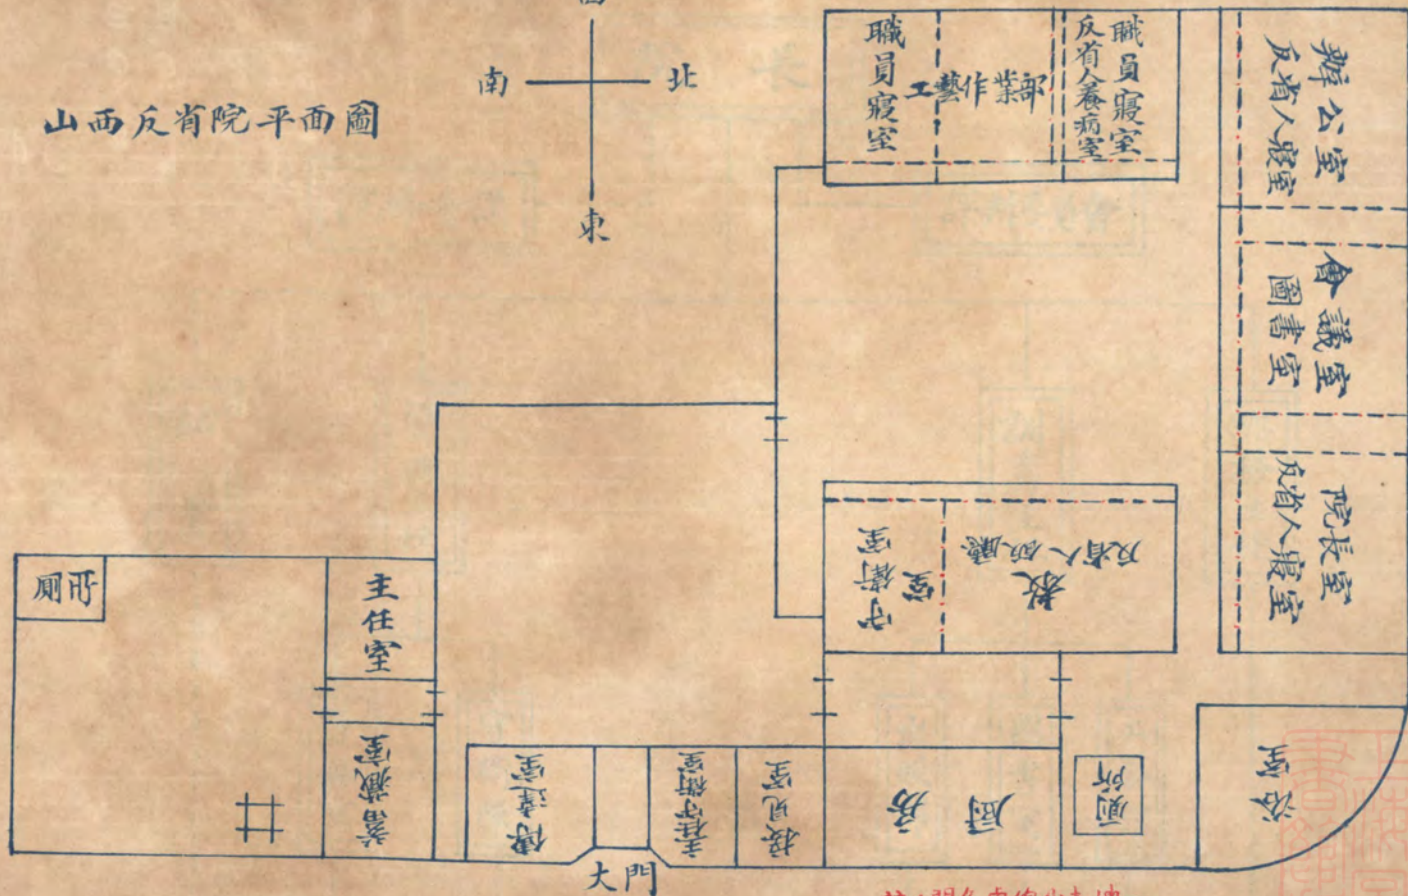 山西反省院平面圖
南
北
東
職員寢室
工藝作業部
職員寢室
反省人養病室
辦公室
反省人寢室
會議室
圖書室
院長室
反省人寢室
守衛室
反省人飯廳
廁所
主任室
蓄藏室
傳達室
大門
接見室
厨房
廁所
浴室